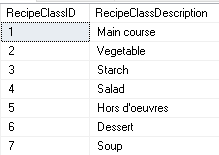 RecipeClassID RecipeClassDescription
1 Main course
2 Vegetable
3 Starch
4 Salad
5 Hors d'oeuvres
6 Dessert
7 Soup